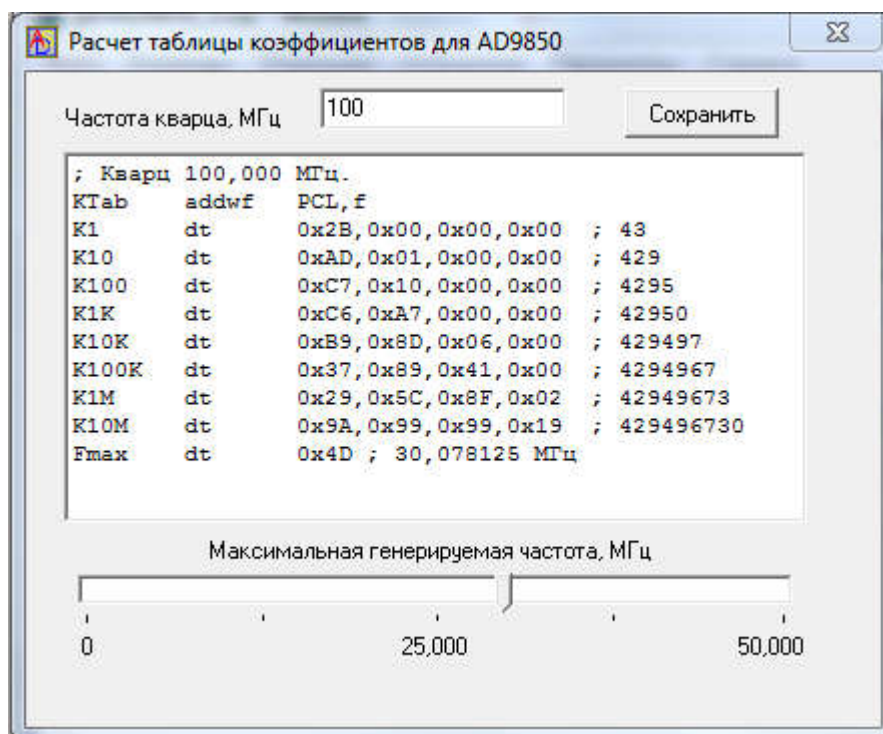 Расчет таблицы коэффициентов для AD9850
Частота кварца, МГц 100 Сохранить
; Кварц 100,000 МГц.
KTab addwf PCL,f
K1 dt 0x2B,0x00,0x00,0x00 ; 43
K10 dt 0xAD,0x01,0x00,0x00 ; 429
K100 dt 0xC7,0x10,0x00,0x00 ; 4295
K1K dt 0xC6,0xA7,0x00,0x00 ; 42950
K10K dt 0xB9,0x8D,0x06,0x00 ; 429497
K100K dt 0x37,0x89,0x41,0x00 ; 4294967
K1M dt 0x29,0x5C,0x8F,0x02 ; 42949673
K10M dt 0x9A,0x99,0x99,0x19 ; 429496730
Fmax dt 0x4D ; 30,078125 МГц
Максимальная генерируемая частота, МГц
0 25,000 50,000